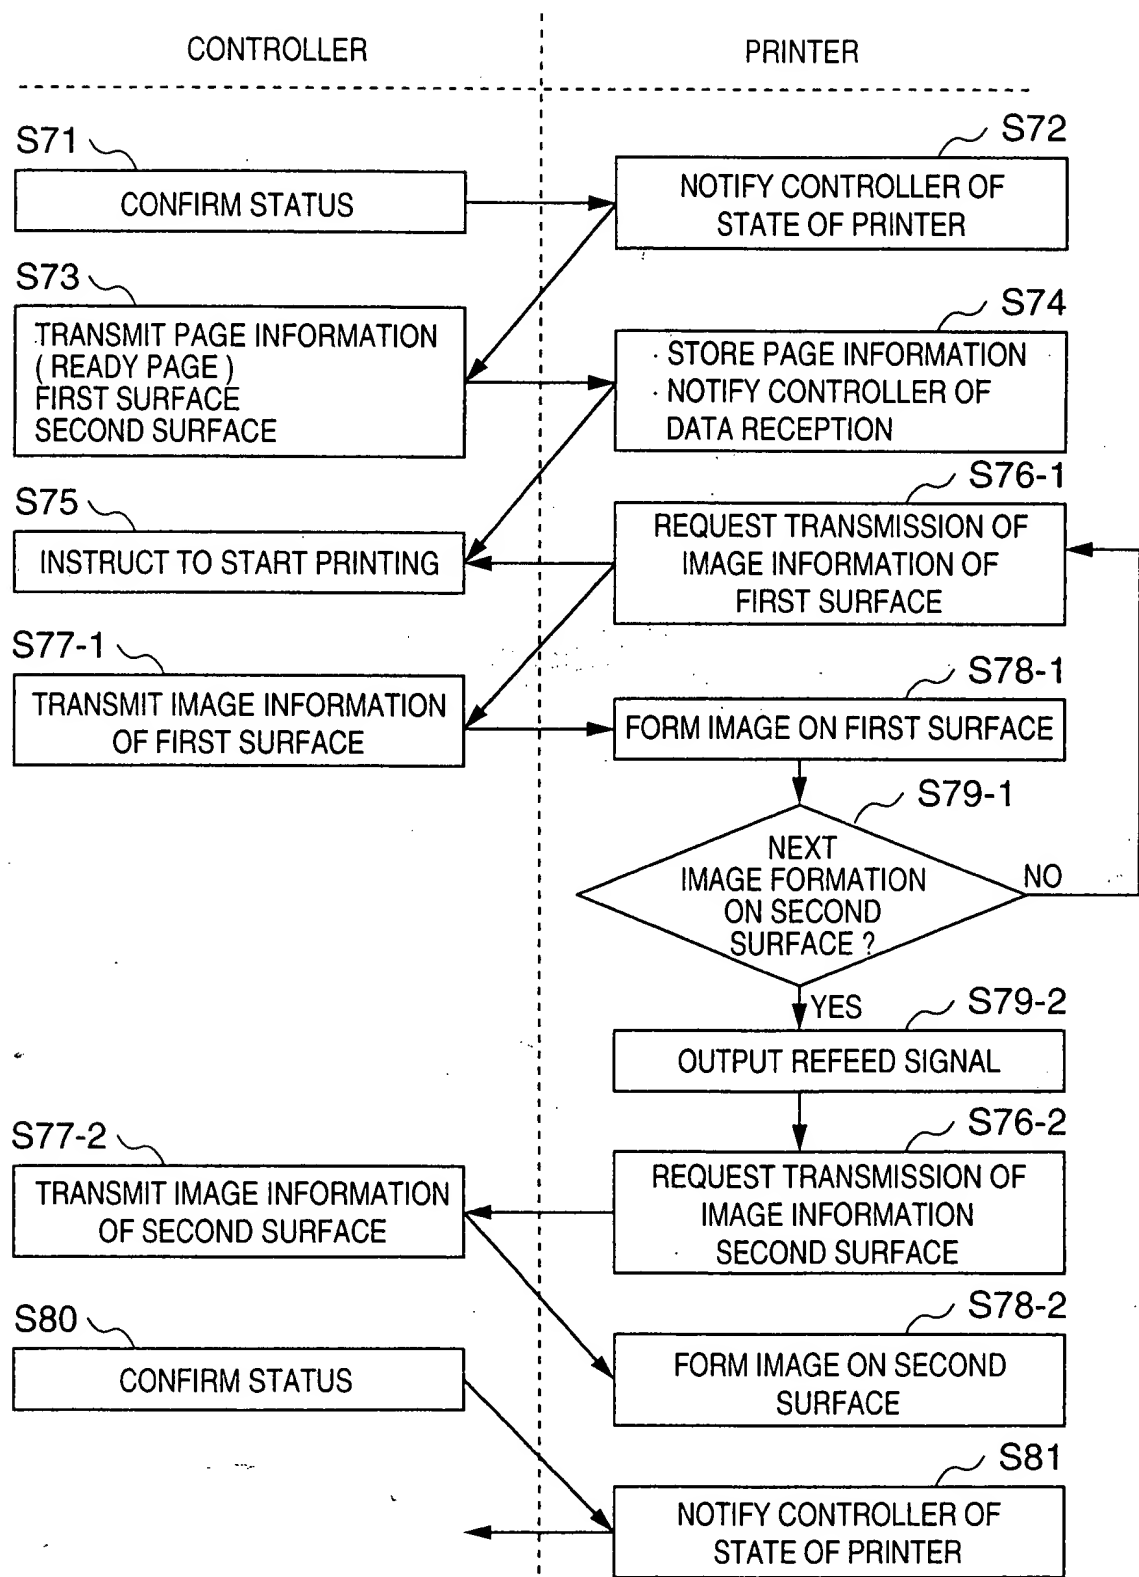 CONTROLLER
PRINTER
S71
CONFIRM STATUS
S72
NOTIFY CONTROLLER OF
STATE OF PRINTER
S73
TRANSMIT PAGE INFORMATION
( READY PAGE )
FIRST SURFACE
SECOND SURFACE
S74
· STORE PAGE INFORMATION
· NOTIFY CONTROLLER OF
DATA RECEPTION
S75
INSTRUCT TO START PRINTING
S76-1
REQUEST TRANSMISSION OF
IMAGE INFORMATION OF
FIRST SURFACE
S77-1
TRANSMIT IMAGE INFORMATION
OF FIRST SURFACE
S78-1
FORM IMAGE ON FIRST SURFACE
S79-1
NEXT
IMAGE FORMATION
ON SECOND
SURFACE ?
NO
YES
S79-2
OUTPUT REFEED SIGNAL
S76-2
REQUEST TRANSMISSION OF
IMAGE INFORMATION
SECOND SURFACE
S77-2
TRANSMIT IMAGE INFORMATION
OF SECOND SURFACE
S78-2
FORM IMAGE ON SECOND
SURFACE
S80
CONFIRM STATUS
S81
NOTIFY CONTROLLER OF
STATE OF PRINTER